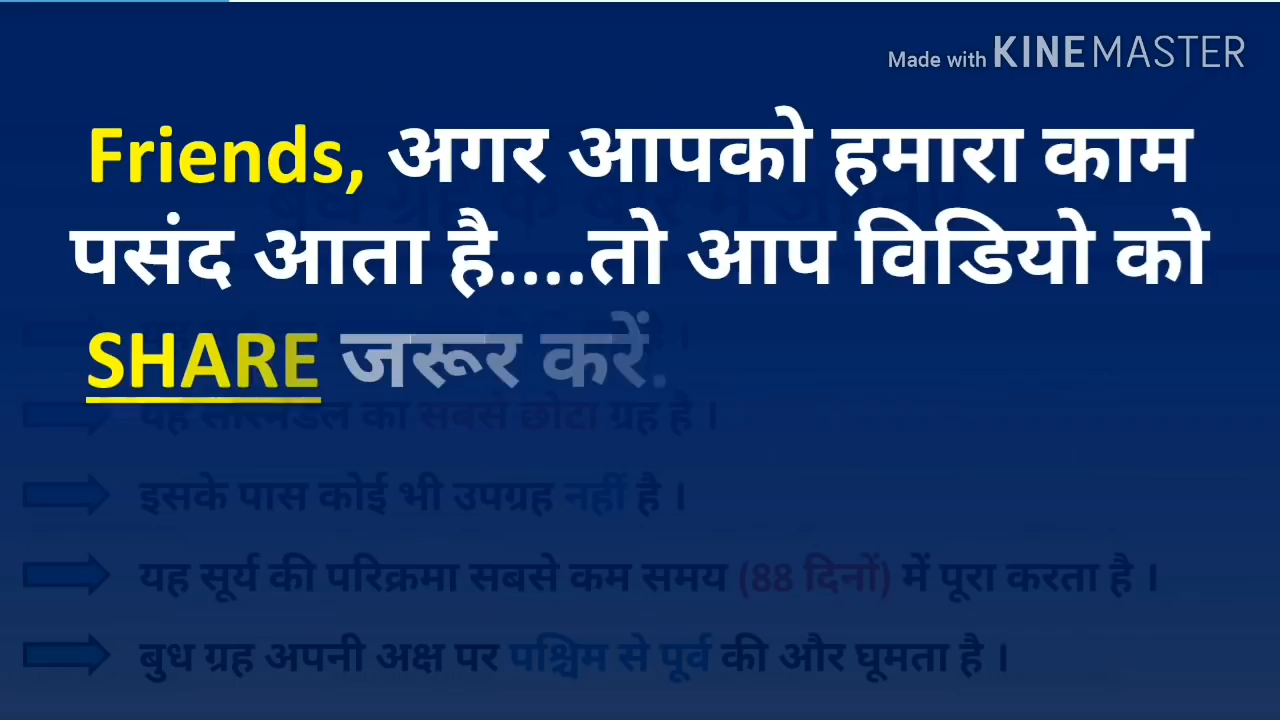 Made with KINEMASTER
Friends, अगर आपको हमारा काम
पसंद आता है....तो आप विडियो को
SHARE जरूर करें.
यह सौरमंडल का सबसे छोटा ग्रह है ।
इसके पास कोई भी उपग्रह नहीं है ।
यह सूर्य की परिक्रमा सबसे कम समय (88 दिनों) में पूरा करता है ।
बुध ग्रह अपनी अक्ष पर पश्चिम से पूर्व की और घूमता है ।